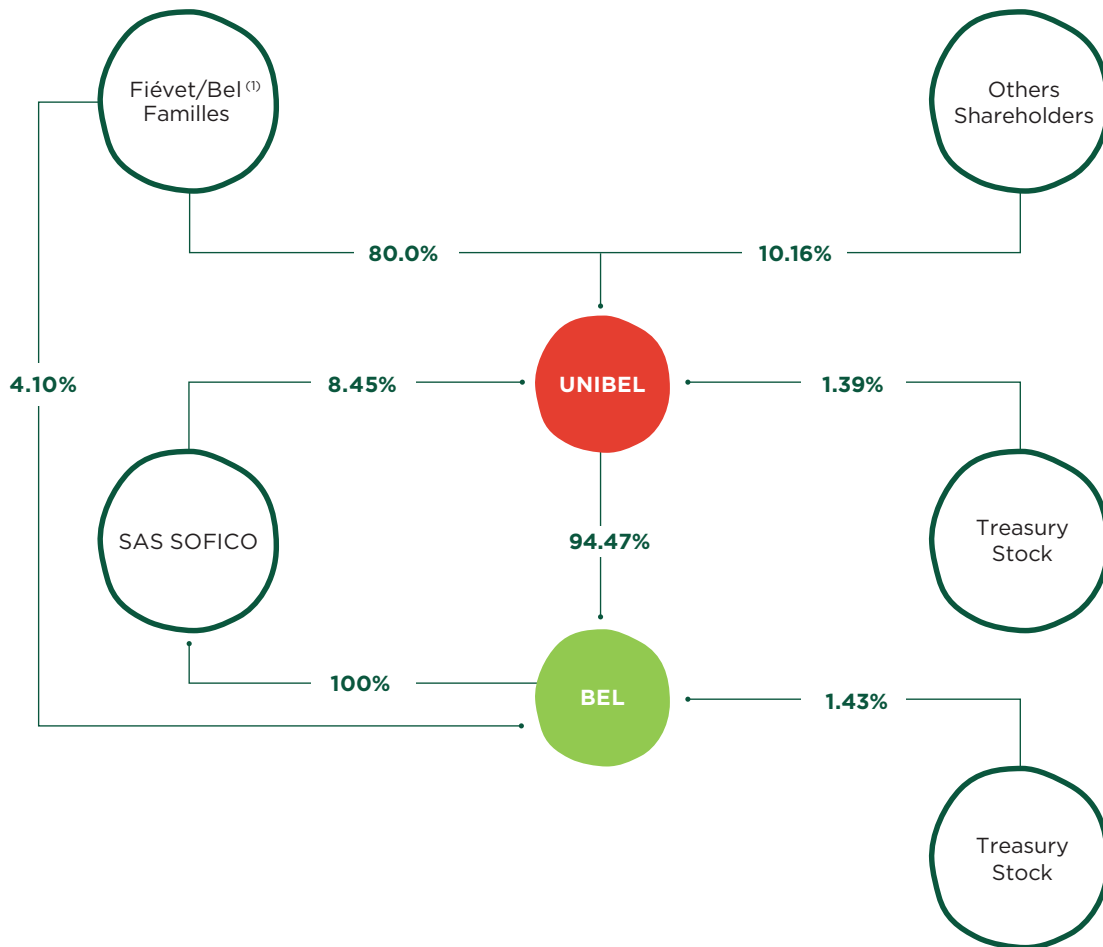 Fiévet/Bel (1)
Familles
Others
Shareholders
80.0%
10.16%
4.10%
8.45%
UNIBEL
1.39%
SAS SOFICO
94.47%
Treasury
Stock
100%
BEL
1.43%
Treasury
Stock